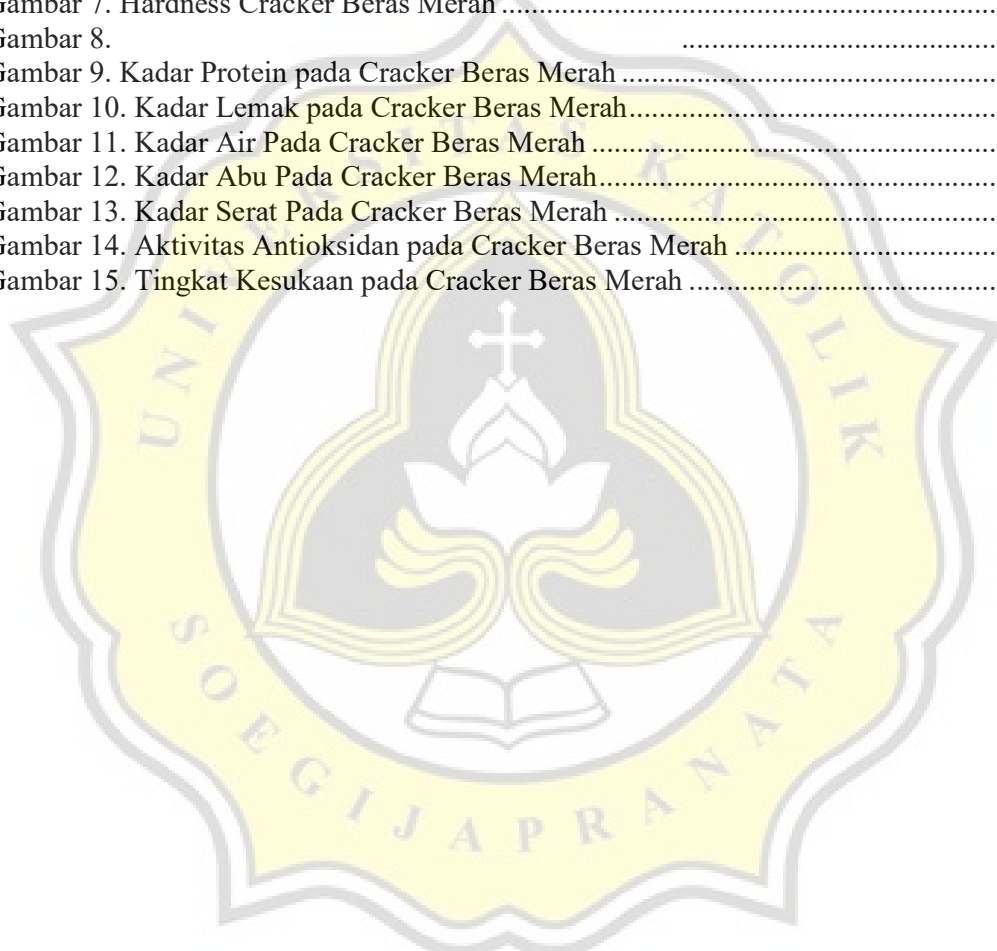 Gambar 7. Hardness Cracker Beras Merah ....................................................
Gambar 8. ........................................
Gambar 9. Kadar Protein pada Cracker Beras Merah ................................................
Gambar 10. Kadar Lemak pada Cracker Beras Merah...............................................
Gambar 11. Kadar Air Pada Cracker Beras Merah ...................................................
Gambar 12. Kadar Abu Pada Cracker Beras Merah..................................................
Gambar 13. Kadar Serat Pada Cracker Beras Merah ................................................
Gambar 14. Aktivitas Antioksidan pada Cracker Beras Merah .................................
Gambar 15. Tingkat Kesukaan pada Cracker Beras Merah .......................................
UNIVERSITAS KATOLIK
SOEGIJAPRANATA